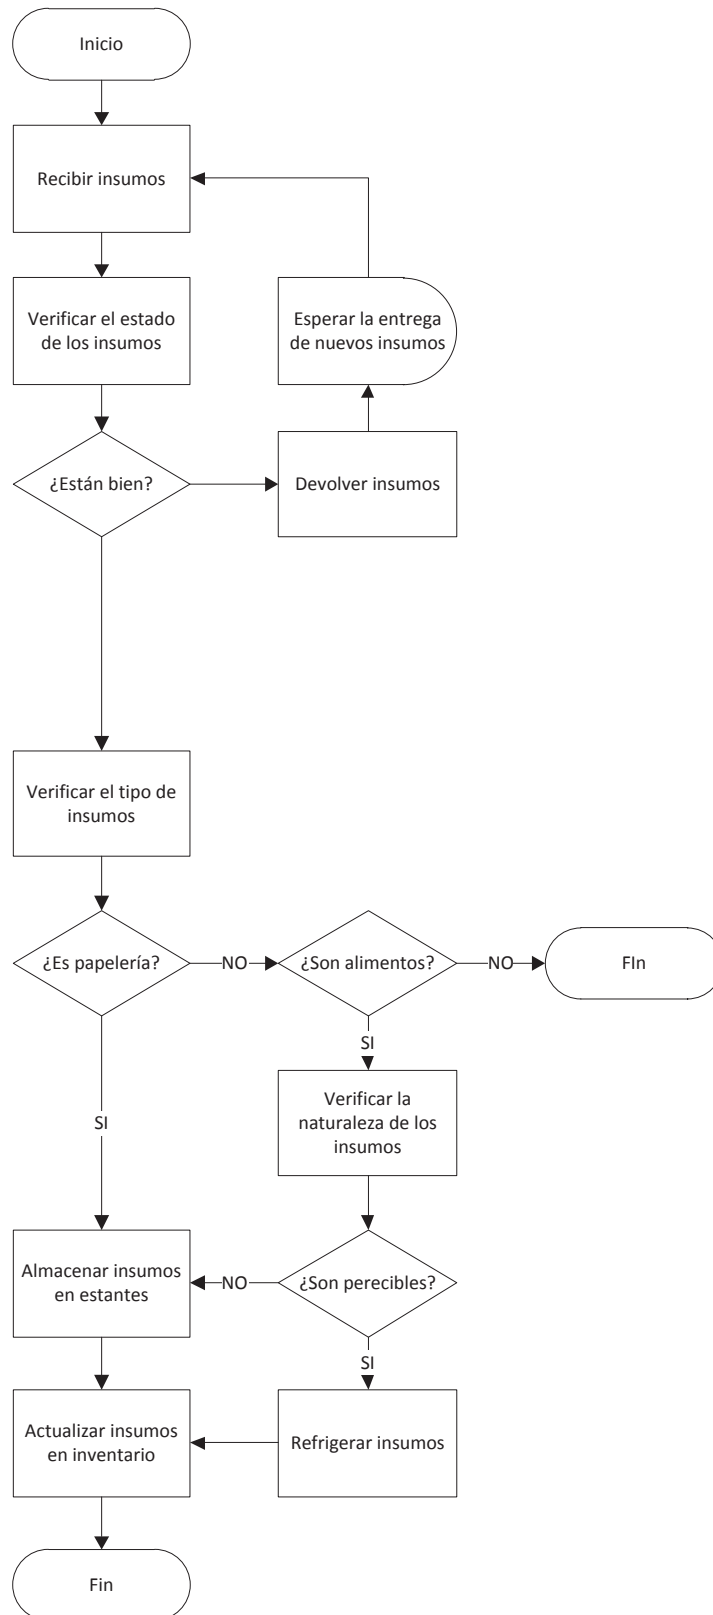 Inicio
Recibir insumos
Verificar el estado
de los insumos
Esperar la entrega
de nuevos insumos
¿Están bien?
Devolver insumos
Verificar el tipo de
insumos
¿Es papelería?
NO
¿Son alimentos?
NO
FIn
SI
Verificar la
naturaleza de los
insumos
SI
Almacenar insumos
en estantes
NO
¿Son perecibles?
SI
Actualizar insumos
en inventario
Refrigerar insumos
Fin